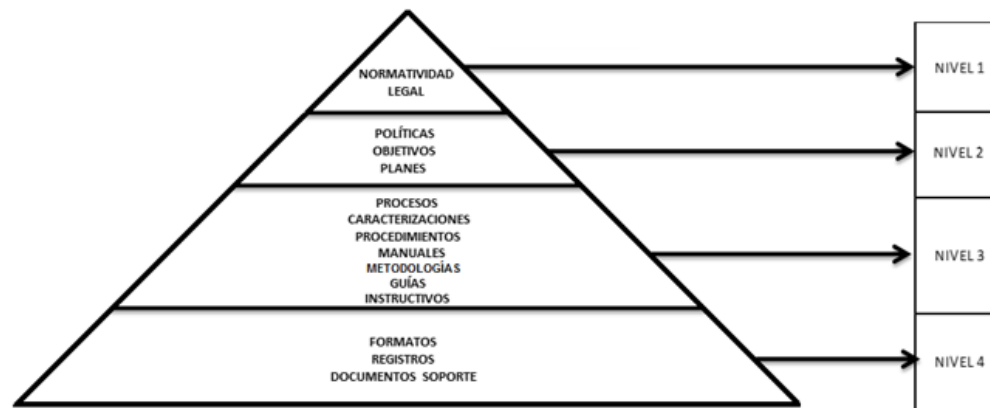 NORMATIVIDAD
LEGAL
NIVEL 1
POLÍTICAS
OBJETIVOS
PLANES
NIVEL 2
PROCESOS
CARACTERIZACIONES
PROCEDIMIENTOS
MANUALES
METODOLOGÍAS
GUÍAS
INSTRUCTIVOS
NIVEL 3
FORMATOS
REGISTROS
DOCUMENTOS SOPORTE
NIVEL 4